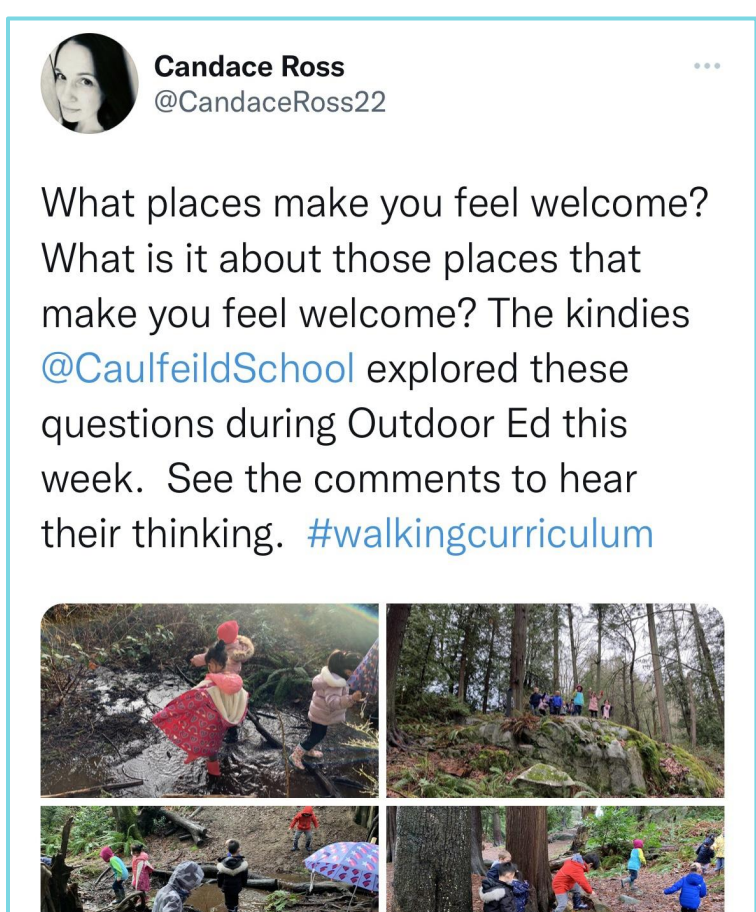 Candace Ross
@CandaceRoss22
What places make you feel welcome?
What is it about those places that
make you feel welcome? The kindies
@CaulfeildSchool explored these
questions during Outdoor Ed this
week.  See the comments to hear
their thinking.  #walkingcurriculum